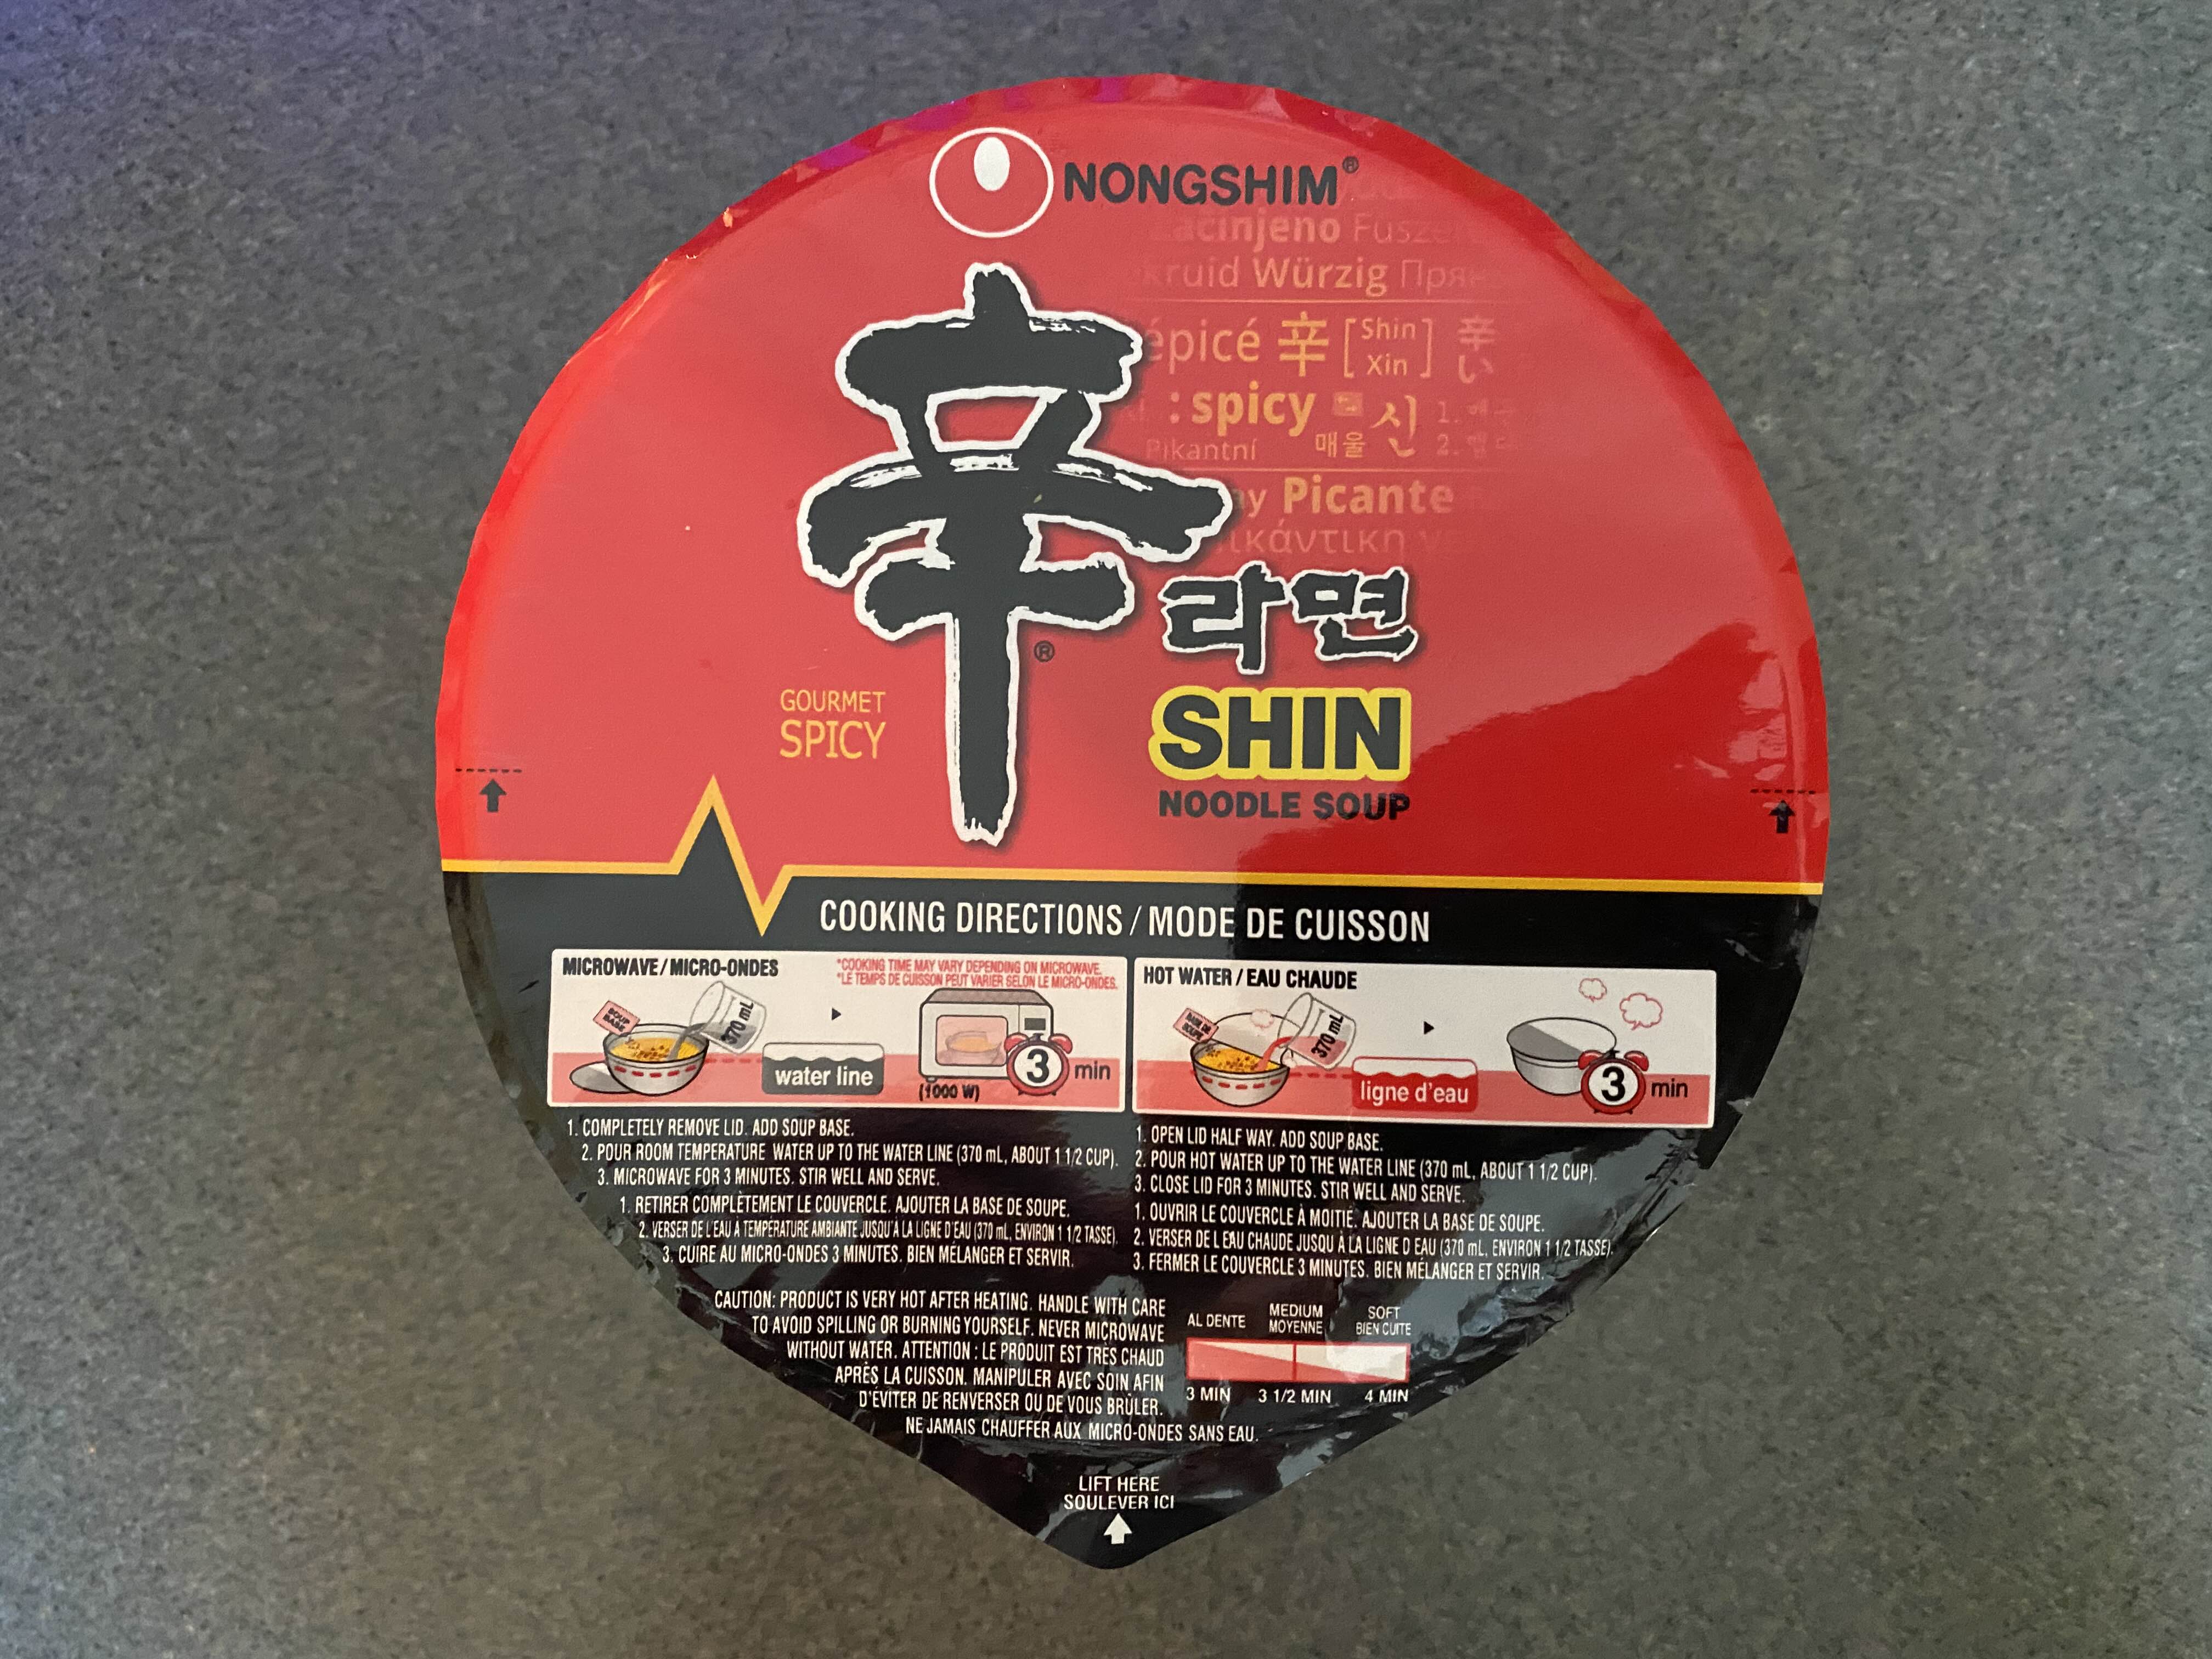 NONGSHIM®
začinjeno
kruid Würzig Пря
épicé 辛 [Shin Xin] 辛い
: spicy 매울 신 1.
Pikantní 2.
Picante
ικάντικη
辛®
라면
GOURMET
SPICY
SHIN
NOODLE SOUP
COOKING DIRECTIONS / MODE DE CUISSON
MICROWAVE / MICRO-ONDES
*COOKING TIME MAY VARY DEPENDING ON MICROWAVE.
*LE TEMPS DE CUISSON PEUT VARIER SELON LE MICRO-ONDES.
SOUP
BASE
370 mL
water line
(1000 W)
3 min
HOT WATER / EAU CHAUDE
BASE DE
SOUPE
370 mL
ligne d'eau
3 min
1. COMPLETELY REMOVE LID. ADD SOUP BASE.
2. POUR ROOM TEMPERATURE WATER UP TO THE WATER LINE (370 mL, ABOUT 1 1/2 CUP).
3. MICROWAVE FOR 3 MINUTES. STIR WELL AND SERVE.
1. RETIRER COMPLÈTEMENT LE COUVERCLE. AJOUTER LA BASE DE SOUPE.
2. VERSER DE L'EAU À TEMPÉRATURE AMBIANTE JUSQU'À LA LIGNE D'EAU (370 mL, ENVIRON 1 1/2 TASSE).
3. CUIRE AU MICRO-ONDES 3 MINUTES. BIEN MÉLANGER ET SERVIR.
1. OPEN LID HALF WAY. ADD SOUP BASE.
2. POUR HOT WATER UP TO THE WATER LINE (370 mL, ABOUT 1 1/2 CUP).
3. CLOSE LID FOR 3 MINUTES. STIR WELL AND SERVE.
1. OUVRIR LE COUVERCLE À MOITIÉ. AJOUTER LA BASE DE SOUPE.
2. VERSER DE L'EAU CHAUDE JUSQU'À LA LIGNE D'EAU (370 mL, ENVIRON 1 1/2 TASSE).
3. FERMER LE COUVERCLE 3 MINUTES. BIEN MÉLANGER ET SERVIR.
CAUTION: PRODUCT IS VERY HOT AFTER HEATING. HANDLE WITH CARE
TO AVOID SPILLING OR BURNING YOURSELF. NEVER MICROWAVE
WITHOUT WATER. ATTENTION : LE PRODUIT EST TRÈS CHAUD
APRÈS LA CUISSON. MANIPULER AVEC SOIN AFIN
D'ÉVITER DE RENVERSER OU DE VOUS BRÛLER.
NE JAMAIS CHAUFFER AUX MICRO-ONDES SANS EAU.
AL DENTE
MEDIUM
MOYENNE
SOFT
BIEN CUITE
3 MIN 3 1/2 MIN 4 MIN
LIFT HERE
SOULEVER ICI